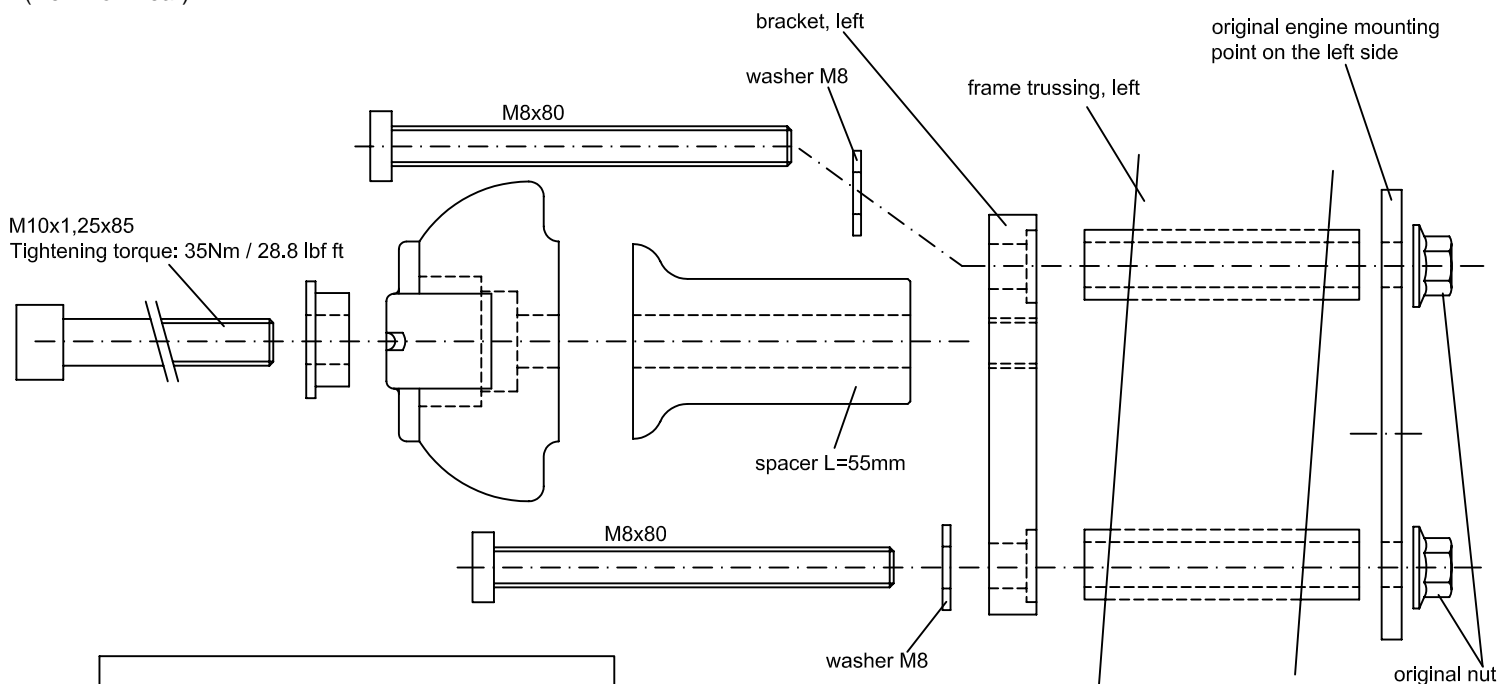 bracket, left
original engine mounting
point on the left side
washer M8
frame trussing, left
M8x80
M10x1,25x85
Tightening torque: 35Nm / 28.8 lbf ft
spacer L=55mm
M8x80
washer M8
original nut